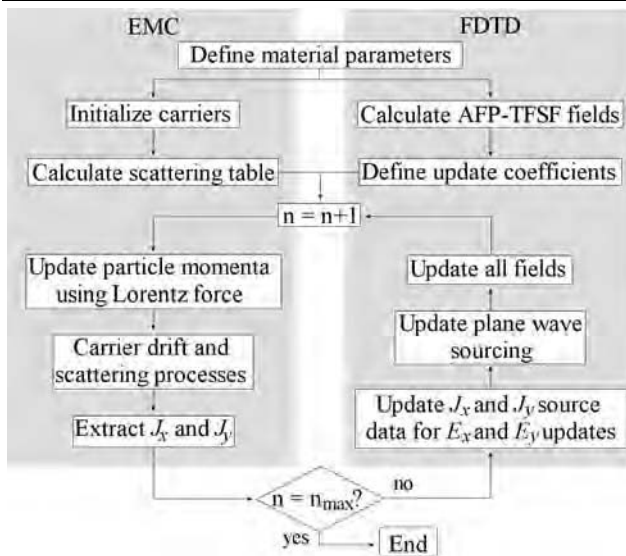 EMC
FDTD
Define material parameters
Initialize carriers
Calculate AFP-TFSF fields
Calculate scattering table
Define update coefficients
n = n+1
Update particle momenta
using Lorentz force
Update all fields
Carrier drift and
scattering processes
Update plane wave
sourcing
Extract Jx and Jy
Update Jx and Jy source
data for Ex and Ey updates
n = nmax?
no
yes
End